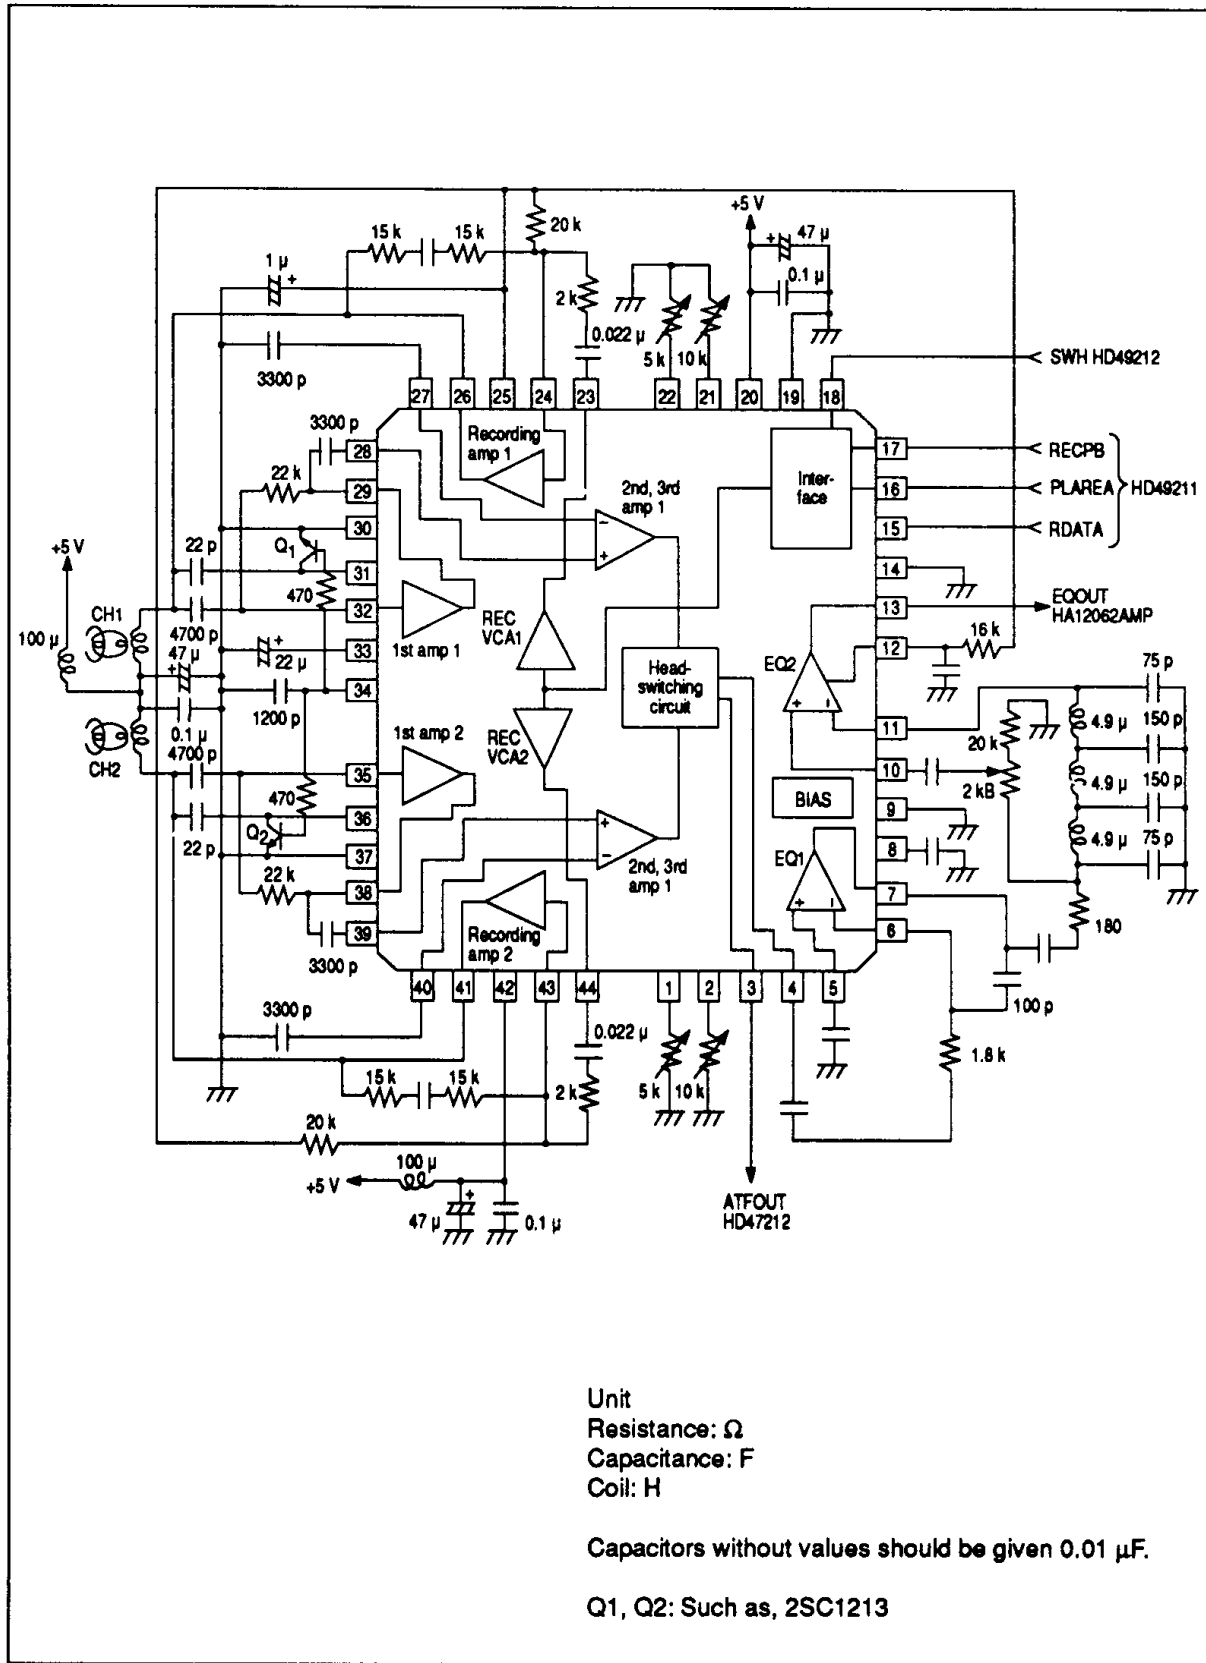 +5 V
47 µ
0.1 µ
20 k
15 k
15 k
1 µ
2 k
0.022 µ
5 k
10 k
3300 p
SWH HD49212
27
26
25
24
23
22
21
20
19
18
3300 p
28
Recording
amp 1
17
RECPB
22 k
29
2nd, 3rd
amp 1
Inter-
face
16
PLAREA
HD49211
30
15
RDATA
+5 V
22 p
Q1
31
14
470
32
13
EQOUT
HA12062AMP
100 µ
CH1
4700 p
1st amp 1
REC
VCA1
12
16 k
47 µ
22 µ
33
Head-
switching
circuit
EQ2
75 p
1200 p
34
11
20 k
4.9 µ
150 p
0.1 µ
1st amp 2
REC
VCA2
CH2
4700 p
35
10
2 kB
4.9 µ
150 p
470
36
BIAS
9
Q2
22 p
37
8
4.9 µ
75 p
22 k
38
2nd, 3rd
amp 1
EQ1
7
180
39
6
3300 p
Recording
amp 2
40
41
42
43
44
1
2
3
4
5
100 p
3300 p
0.022 µ
1.8 k
15 k
15 k
2 k
5 k
10 k
20 k
100 µ
+5 V
47 µ
0.1 µ
ATFOUT
HD47212
+
−
+
−
+
−
+
−
+
+
+
+
+
Unit
Resistance: Ω
Capacitance: F
Coil: H
Capacitors without values should be given 0.01 µF.
Q1, Q2: Such as, 2SC1213